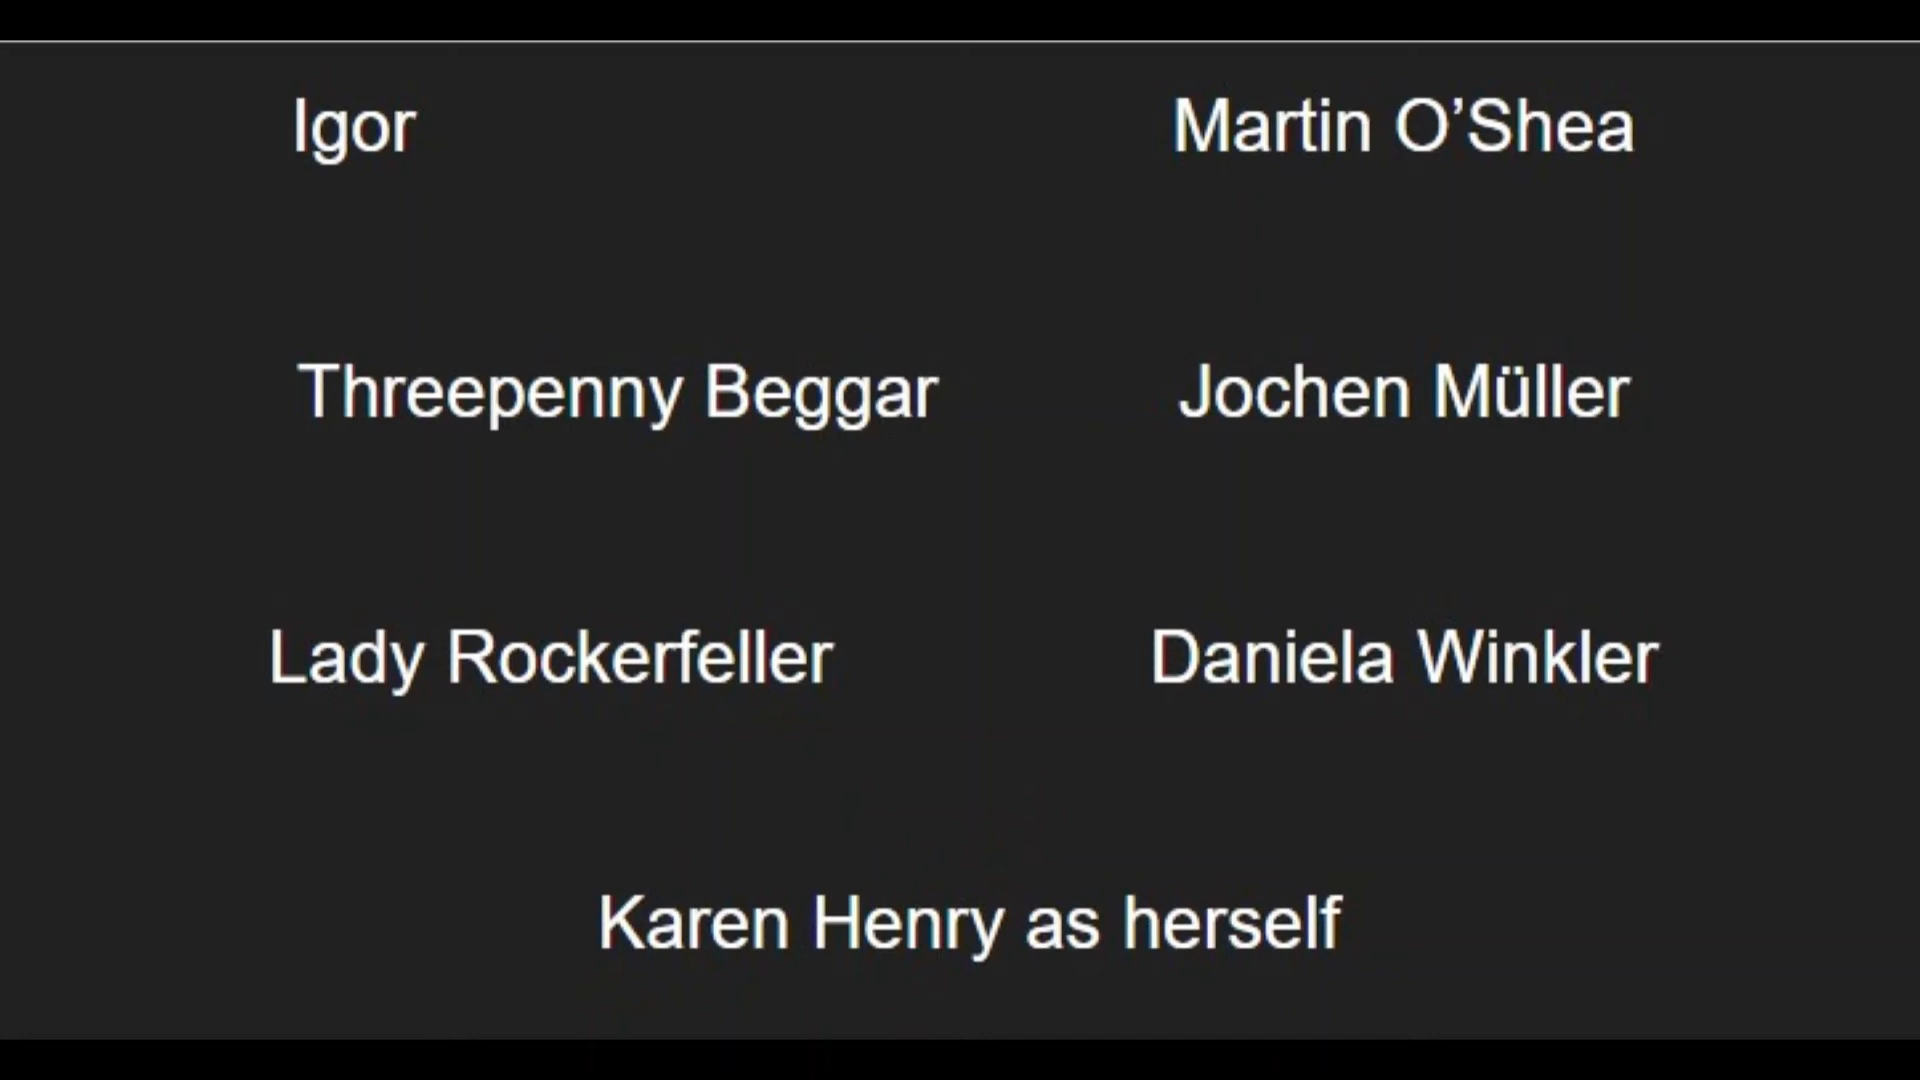 Igor Martin O’Shea
Threepenny Beggar Jochen Müller
Lady Rockerfeller Daniela Winkler
Karen Henry as herself